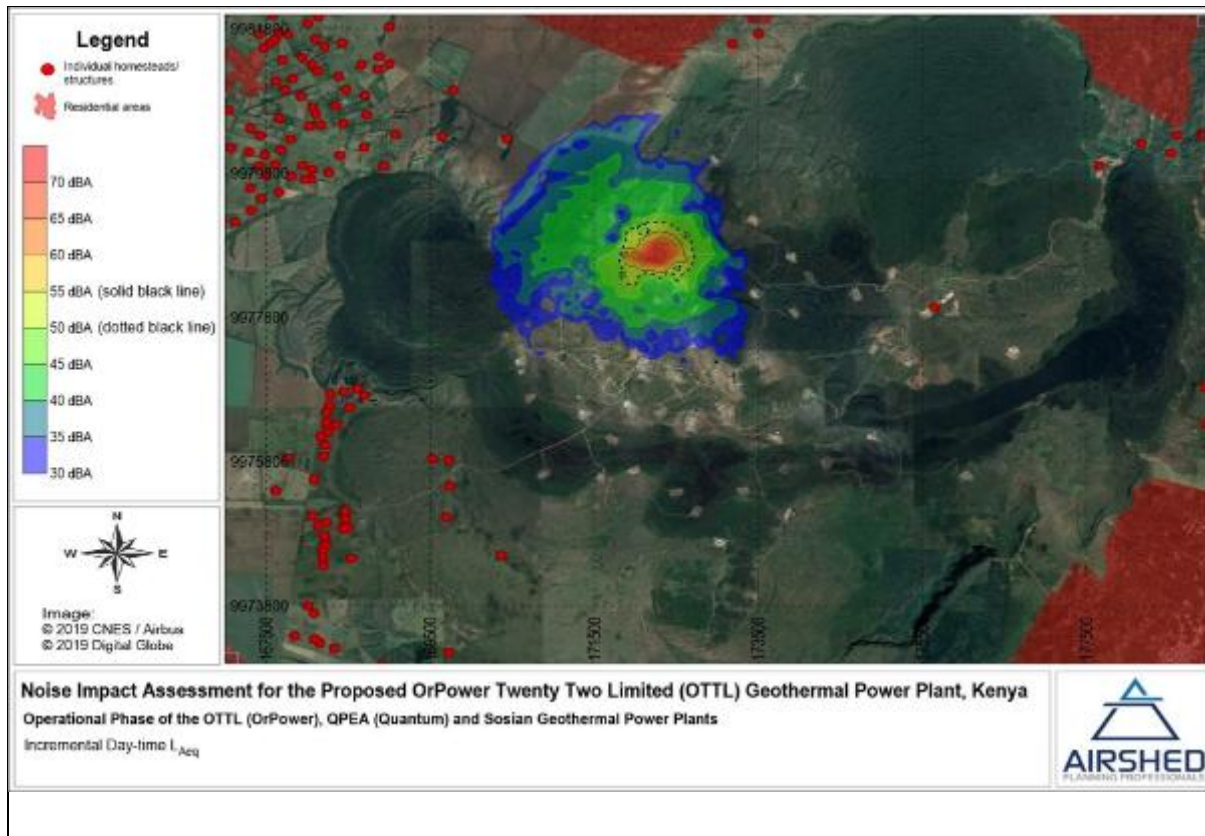 Legend
Individual homesteads/
structures
Residential areas
70 dBA
65 dBA
60 dBA
55 dBA (solid black line)
50 dBA (dotted black line)
45 dBA
40 dBA
35 dBA
30 dBA
N
W
E
S
Image:
© 2019 CNES / Airbus
© 2019 Digital Globe
9981800
9979800
9977800
9975800
9973800
167500
169500
171500
173500
177500
Noise Impact Assessment for the Proposed OrPower Twenty Two Limited (OTTL) Geothermal Power Plant, Kenya
Operational Phase of the OTTL (OrPower), QPEA (Quantum) and Sosian Geothermal Power Plants
Incremental Day-time LAeq
AIRSHED
PLANNING PROFESSIONALS